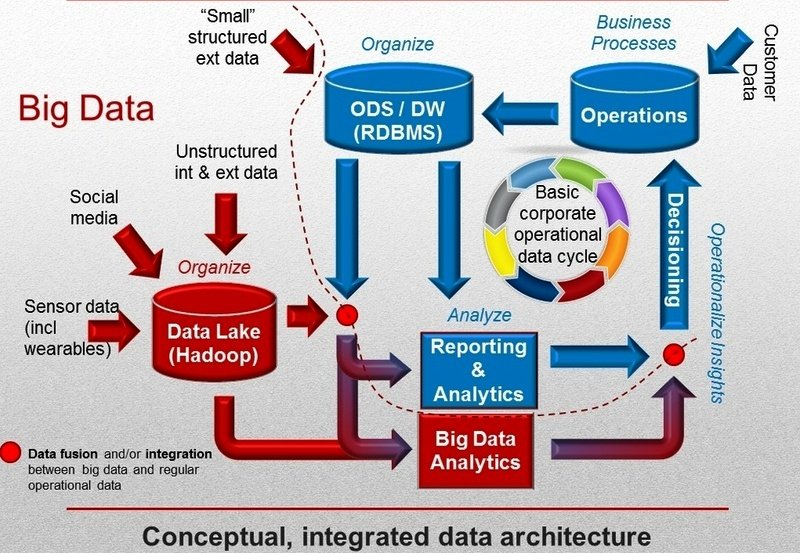 “Small”
structured
ext data
Organize
Business
Processes
Customer
Data
Big Data
ODS / DW
(RDBMS)
Operations
Unstructured
int & ext data
Social
media
Organize
Basic
corporate
operational
data cycle
Decisioning
Operationalize Insights
Sensor data
(incl
wearables)
Data Lake
(Hadoop)
Analyze
Reporting
&
Analytics
Big Data
Analytics
Data fusion and/or integration
between big data and regular
operational data
Conceptual, integrated data architecture